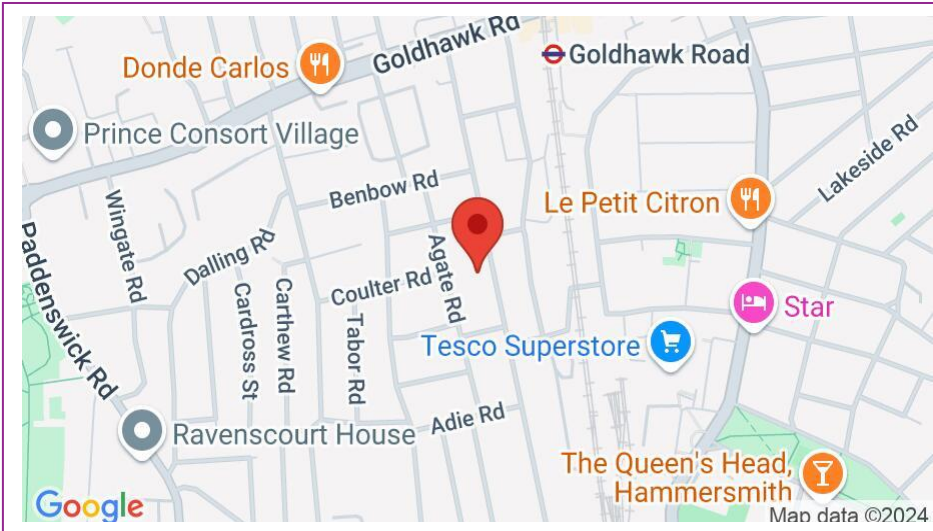 Goldhawk Rd
Goldhawk Road
Donde Carlos
Prince Consort Village
Lakeside Rd
Benbow Rd
Le Petit Citron
Wingate Rd
Paddenswick Rd
Dalling Rd
Agate Rd
Coulter Rd
Cardross St
Carthew Rd
Tabor Rd
Star
Tesco Superstore
Adie Rd
Ravenscourt House
The Queen's Head,
Hammersmith
Google
Map data ©2024